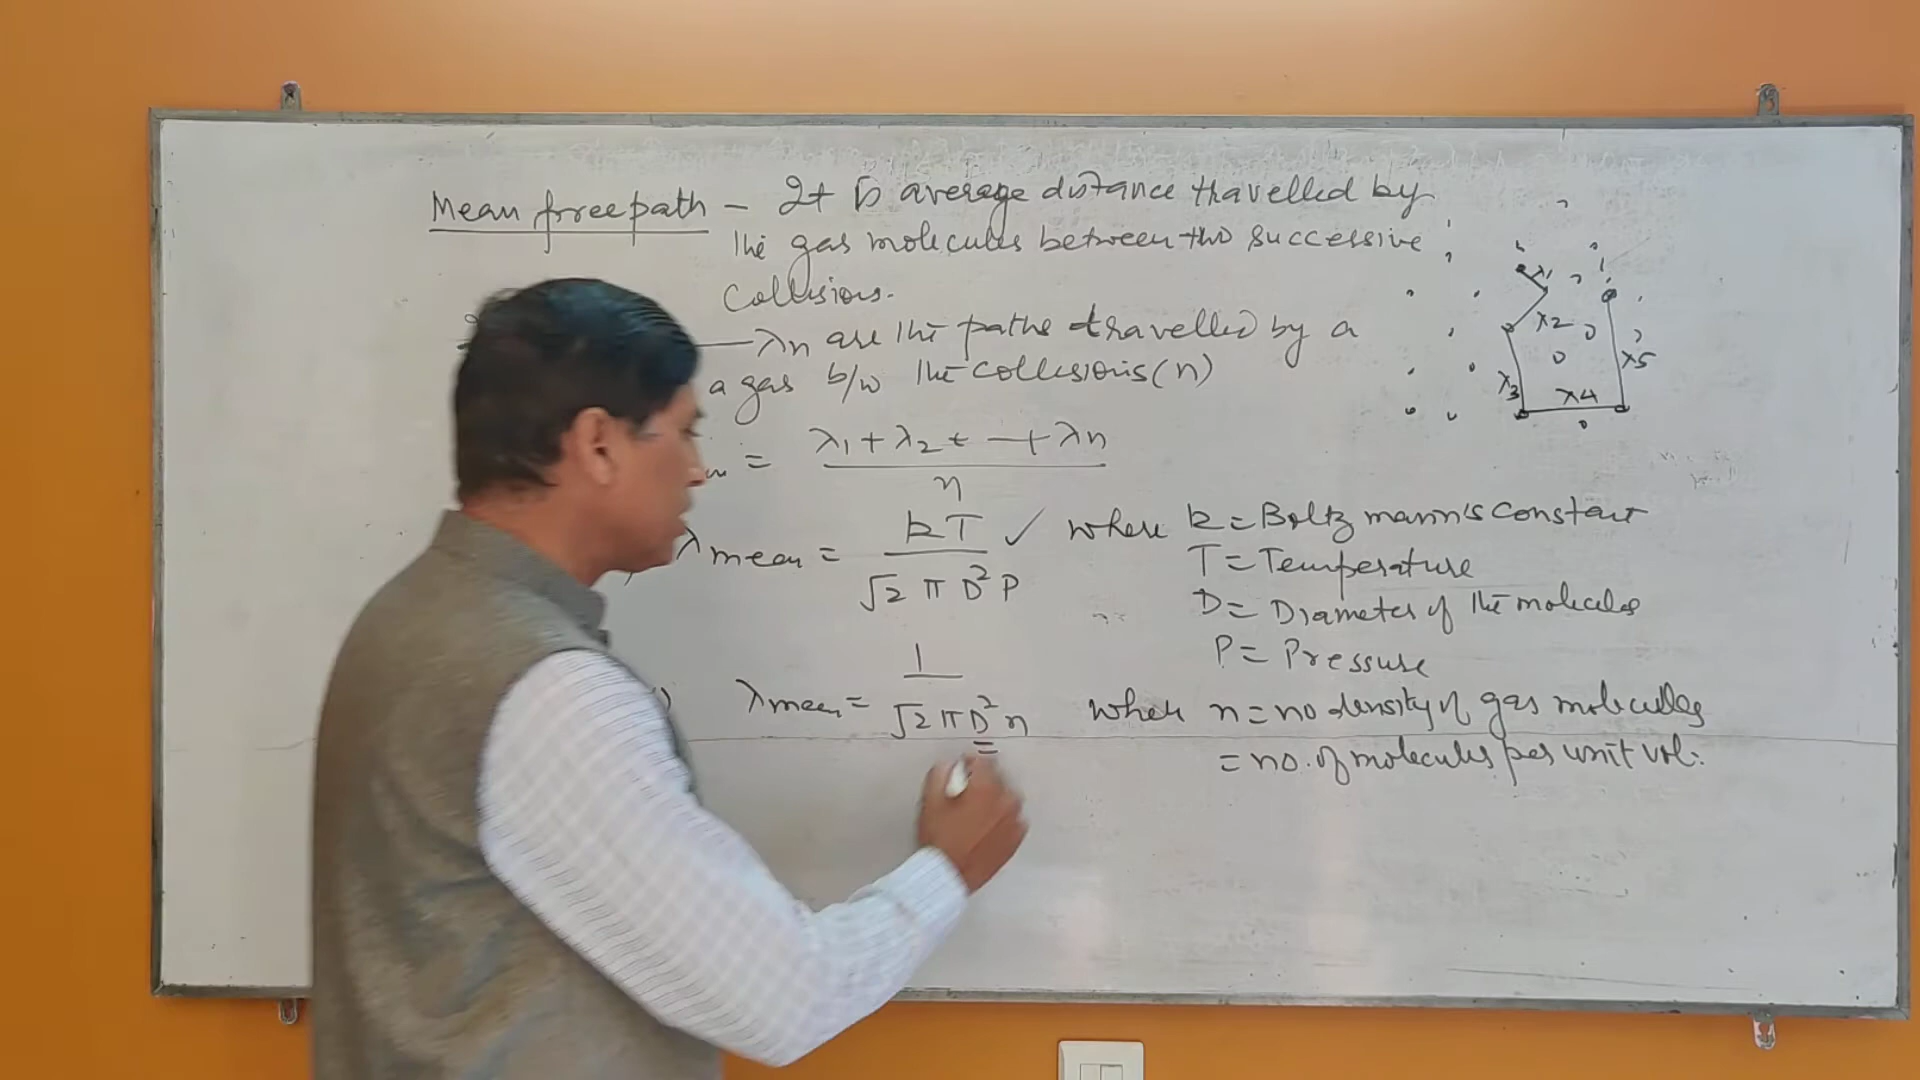 Mean free path – It is average distance travelled by
the gas molecules between two successive
Collisions.
— λn are the paths travelled by a
a gas b/w the collisions (n)
= λ1 + λ2 + — + λn / n
λ mean = kT / √2 π D² P ✓ where k = Boltzmann's constant
T = Temperature
D = Diameter of the molecules
P = Pressure
λmean = 1 / √2 π D² n where n = no density of gas molecules
= no. of molecules per unit vol.
λ1
λ2
λ3
λ4
λ5